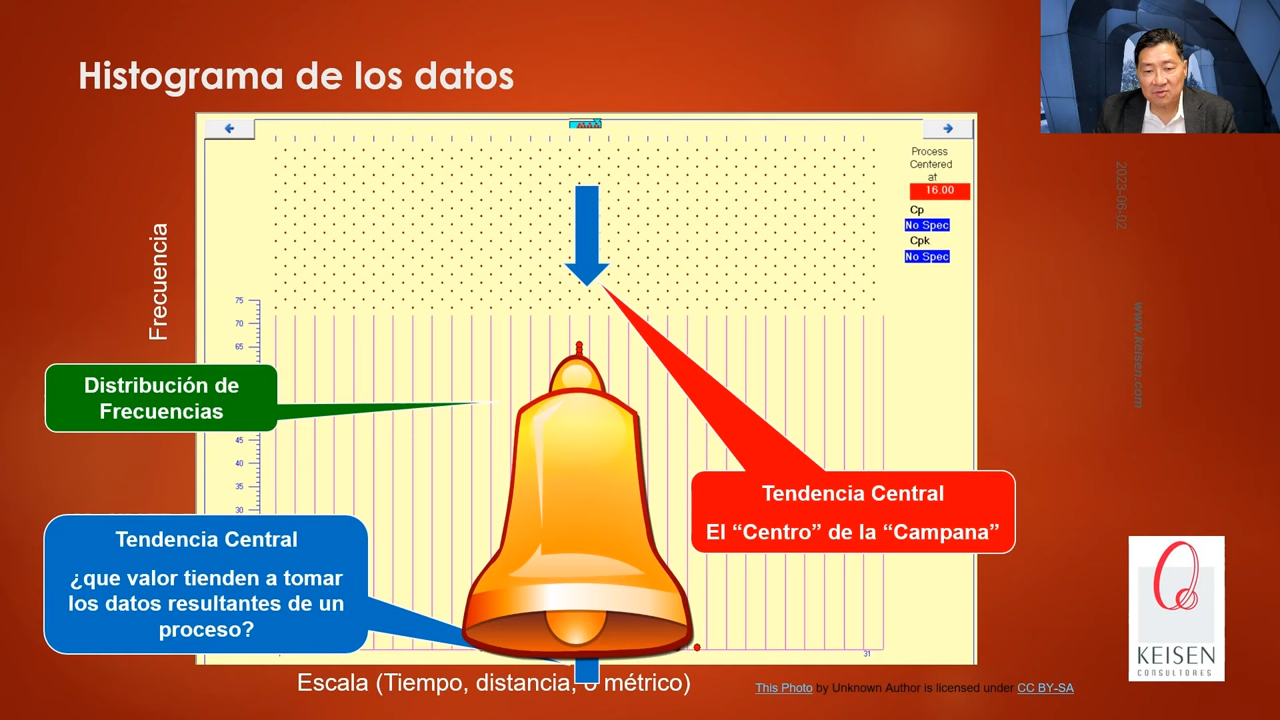 Histograma de los datos
Process
Centered
at
16.00
Cp
No Spec
Cpk
No Spec
2023-06-02
www.keisen.com
Frecuencia
75
70
65
Distribución de
Frecuencias
45
40
35
30
Tendencia Central
El “Centro” de la “Campana”
Tendencia Central
¿que valor tienden a tomar
los datos resultantes de un
proceso?
31
Escala (Tiempo, distancia, o métrico)
This Photo by Unknown Author is licensed under CC BY-SA
KEISEN
CONSULTORES